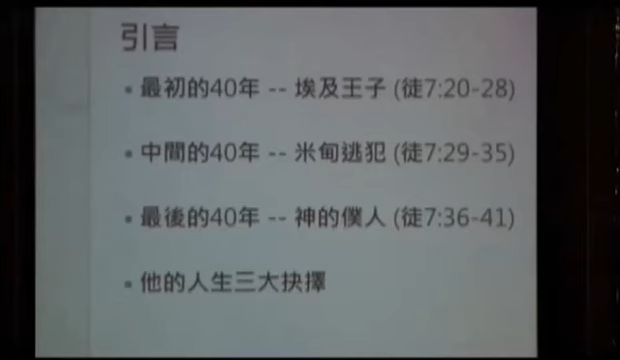 引言
▪ 最初的40年 -- 埃及王子 (徒7:20-28)
▪ 中間的40年 -- 米甸逃犯 (徒7:29-35)
▪ 最後的40年 -- 神的僕人 (徒7:36-41)
▪ 他的人生三大抉擇